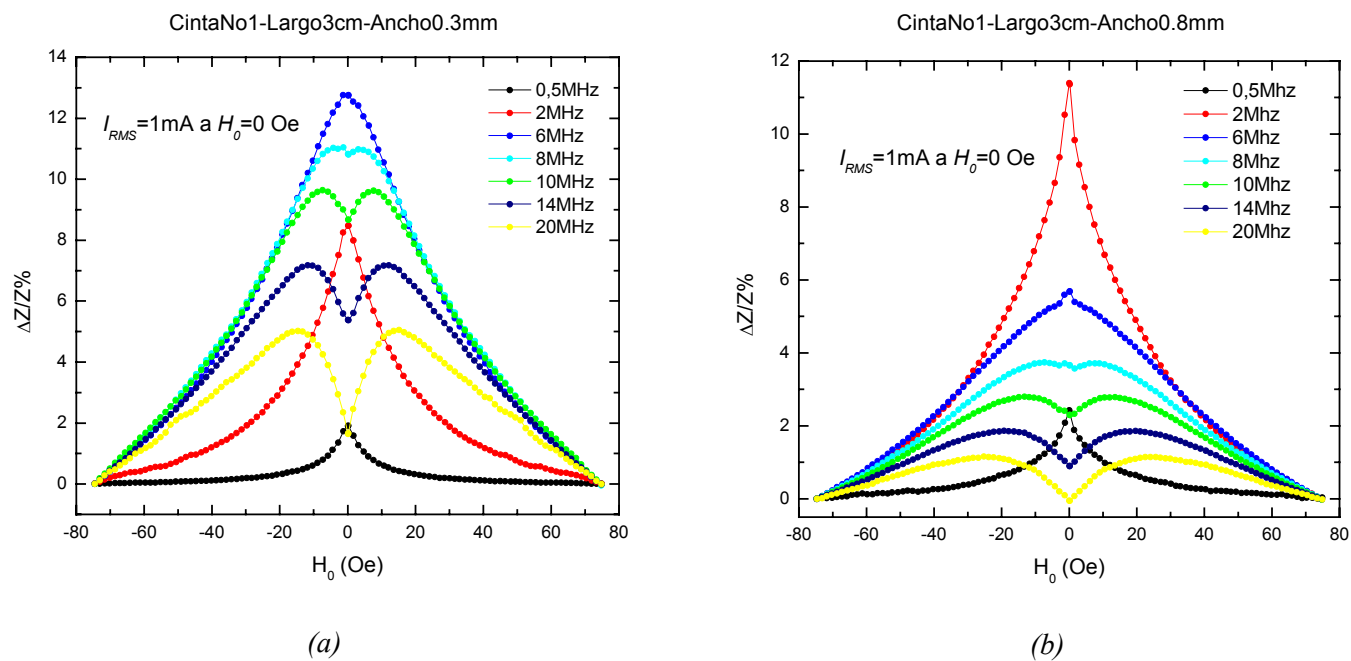 CintaNo1-Largo3cm-Ancho0.3mm
14
12
10
8
6
4
2
0
ΔZ/Z%
I_RMS=1mA a H_0=0 Oe
0,5MHz
2MHz
6MHz
8MHz
10MHz
14MHz
20MHz
-80 -60 -40 -20 0 20 40 60 80
H_0 (Oe)
(a)
CintaNo1-Largo3cm-Ancho0.8mm
12
10
8
6
4
2
0
ΔZ/Z%
I_RMS=1mA a H_0=0 Oe
0,5Mhz
2Mhz
6Mhz
8Mhz
10Mhz
14Mhz
20Mhz
-80 -60 -40 -20 0 20 40 60 80
H_0 (Oe)
(b)